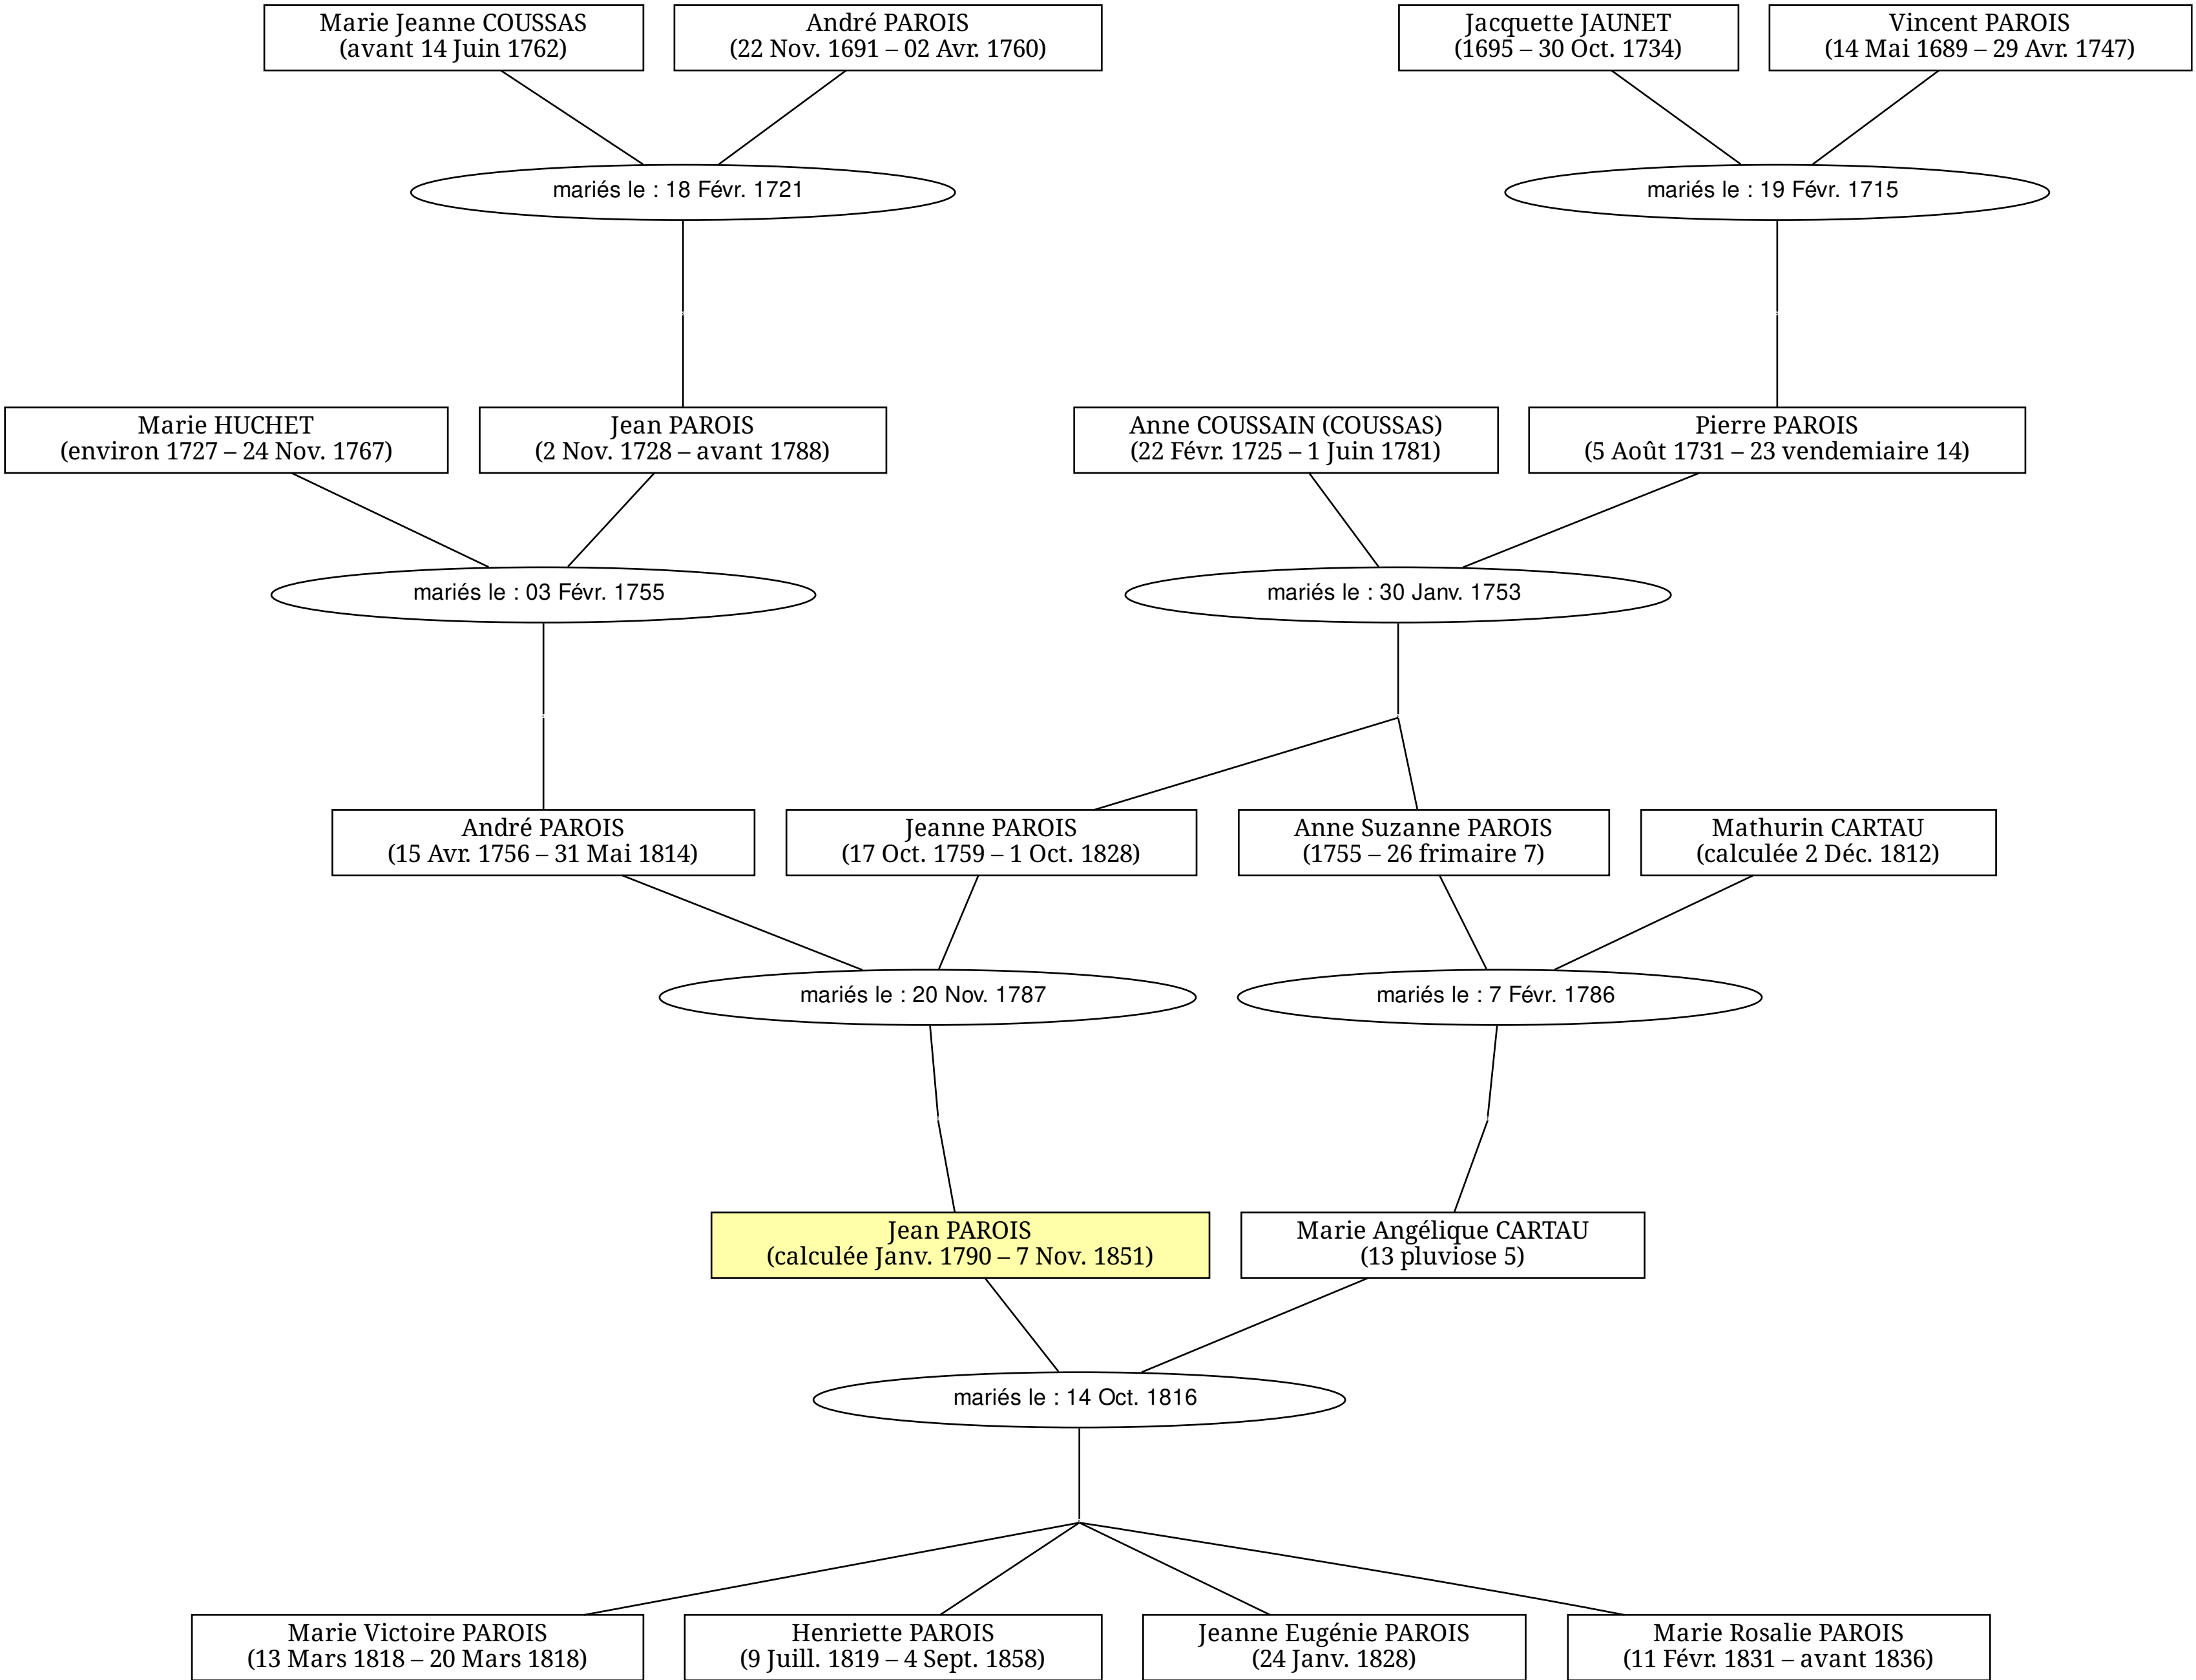 Marie Jeanne COUSSAS
(avant 14 Juin 1762)
André PAROIS
(22 Nov. 1691 – 02 Avr. 1760)
Jacquette JAUNET
(1695 – 30 Oct. 1734)
Vincent PAROIS
(14 Mai 1689 – 29 Avr. 1747)
mariés le : 18 Févr. 1721
mariés le : 19 Févr. 1715
Marie HUCHET
(environ 1727 – 24 Nov. 1767)
Jean PAROIS
(2 Nov. 1728 – avant 1788)
Anne COUSSAIN (COUSSAS)
(22 Févr. 1725 – 1 Juin 1781)
Pierre PAROIS
(5 Août 1731 – 23 vendemiaire 14)
mariés le : 03 Févr. 1755
mariés le : 30 Janv. 1753
André PAROIS
(15 Avr. 1756 – 31 Mai 1814)
Jeanne PAROIS
(17 Oct. 1759 – 1 Oct. 1828)
Anne Suzanne PAROIS
(1755 – 26 frimaire 7)
Mathurin CARTAU
(calculée 2 Déc. 1812)
mariés le : 20 Nov. 1787
mariés le : 7 Févr. 1786
Jean PAROIS
(calculée Janv. 1790 – 7 Nov. 1851)
Marie Angélique CARTAU
(13 pluviose 5)
mariés le : 14 Oct. 1816
Marie Victoire PAROIS
(13 Mars 1818 – 20 Mars 1818)
Henriette PAROIS
(9 Juill. 1819 – 4 Sept. 1858)
Jeanne Eugénie PAROIS
(24 Janv. 1828)
Marie Rosalie PAROIS
(11 Févr. 1831 – avant 1836)